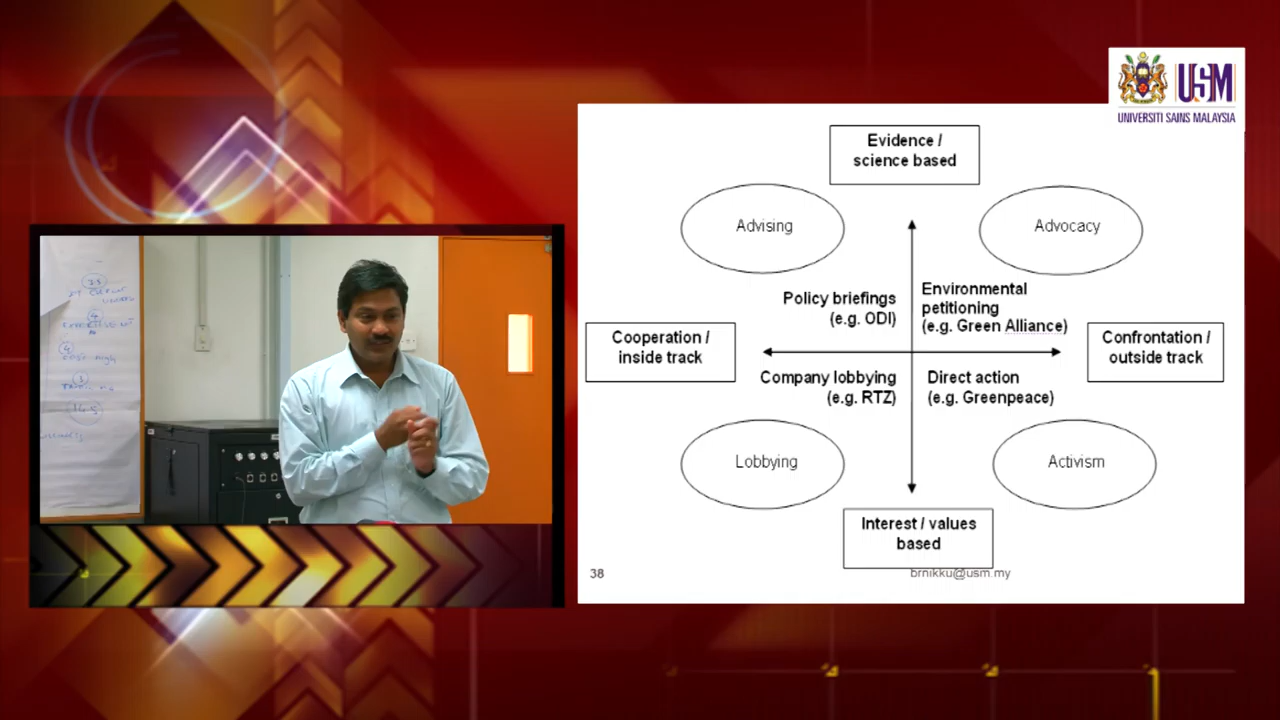 USM
UNIVERSITI SAINS MALAYSIA
Evidence /
science based
Advising
Advocacy
Policy briefings
(e.g. ODI)
Environmental
petitioning
(e.g. Green Alliance)
Cooperation /
inside track
Confrontation /
outside track
Company lobbying
(e.g. RTZ)
Direct action
(e.g. Greenpeace)
Lobbying
Activism
Interest / values
based
38
brnikku@usm.my